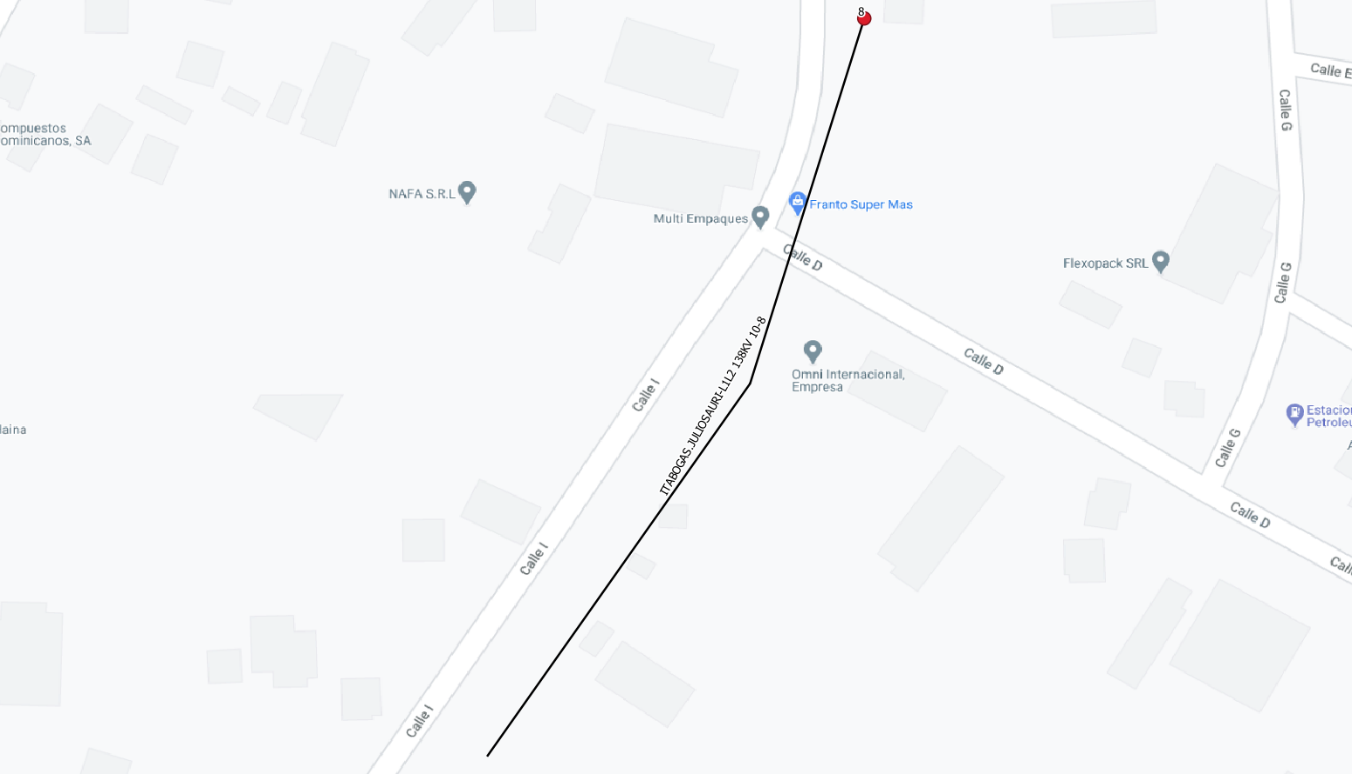 8
Calle E
Calle G
ompuestos
ominicanos, SA
NAFA S.R.L
Multi Empaques
Franto Super Mas
Calle D
Flexopack SRL
Calle G
ITABOGAS.JULIOSAURI-L1L2 138KV 10-8
Omni Internacional,
Empresa
Calle D
Calle I
Estacion
Petroleu
laina
Calle G
Calle D
Calle I
Call
Calle I